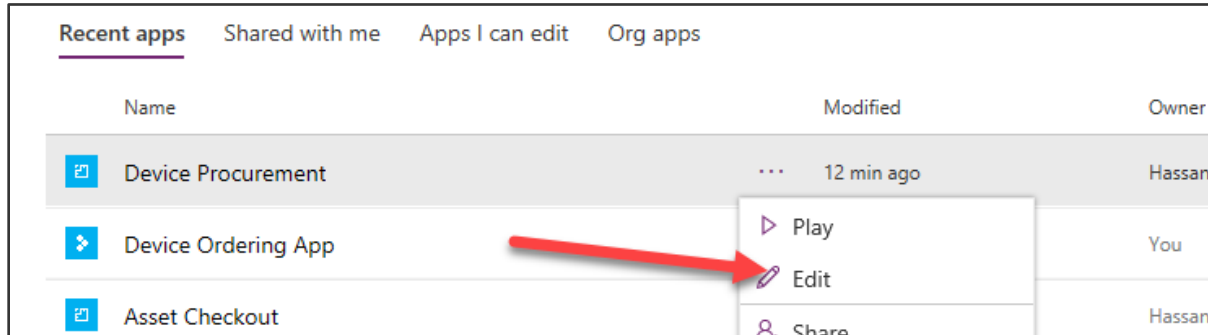 Recent apps Shared with me Apps I can edit Org apps
Name Modified Owner
Device Procurement ··· 12 min ago Hassan
Play
Device Ordering App You
Edit
Asset Checkout Hassan
Share